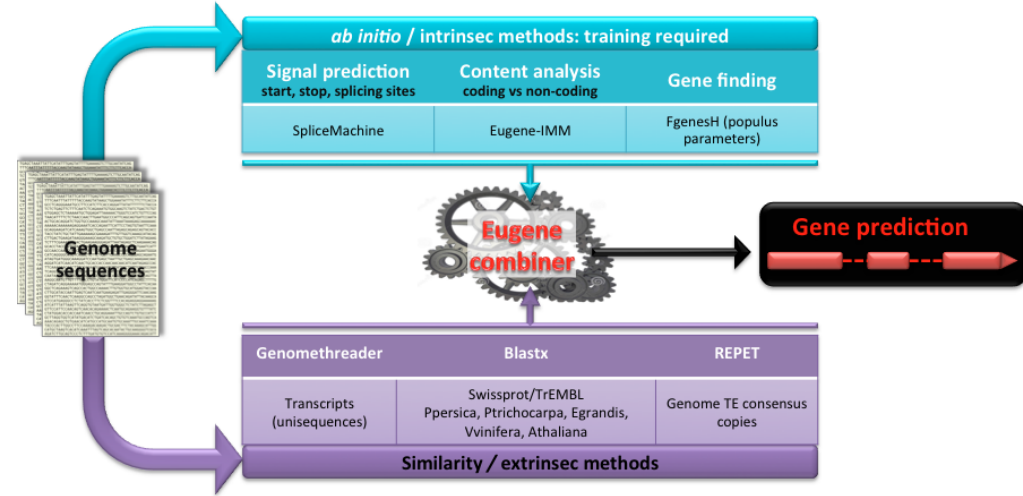 ab initio / intrinsec methods: training required
Signal prediction
start, stop, splicing sites
Content analysis
coding vs non-coding
Gene finding
SpliceMachine
Eugene-IMM
FgenesH (populus
parameters)
Genome
sequences
Eugene
combiner
Gene prediction
Genomethreader
Blastx
REPET
Transcripts
(unisequences)
Swissprot/TrEMBL
Ppersica, Ptrichocarpa, Egrandis,
Vvinifera, Athaliana
Genome TE consensus
copies
Similarity / extrinsec methods